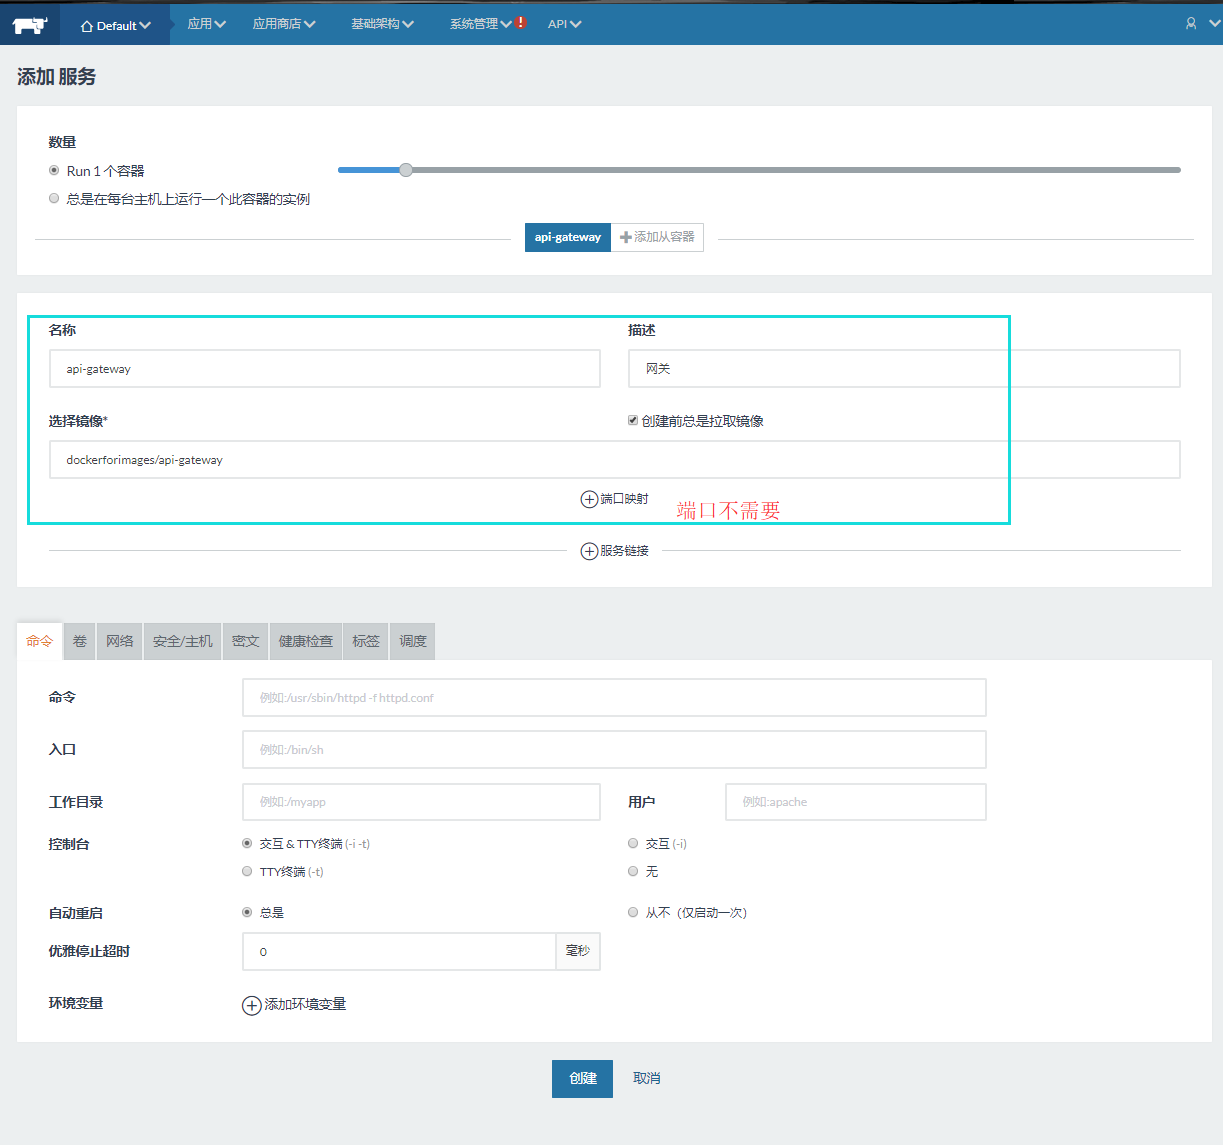 Default 应用 应用商店 基础架构 系统管理 ! API
添加 服务
数量
Run 1 个容器
总是在每台主机上运行一个此容器的实例
api-gateway 添加从容器
名称 描述
api-gateway 网关
选择镜像* 创建前总是拉取镜像
dockerforimages/api-gateway
端口映射
端口不需要
服务链接
命令 卷 网络 安全/主机 密文 健康检查 标签 调度
命令 例如:/usr/sbin/httpd -f httpd.conf
入口 例如:/bin/sh
工作目录 例如:/myapp 用户 例如:apache
控制台 交互 & TTY终端 (-i -t) 交互 (-i)
TTY终端 (-t) 无
自动重启 总是 从不（仅启动一次）
优雅停止超时 0 毫秒
环境变量 添加环境变量
创建 取消